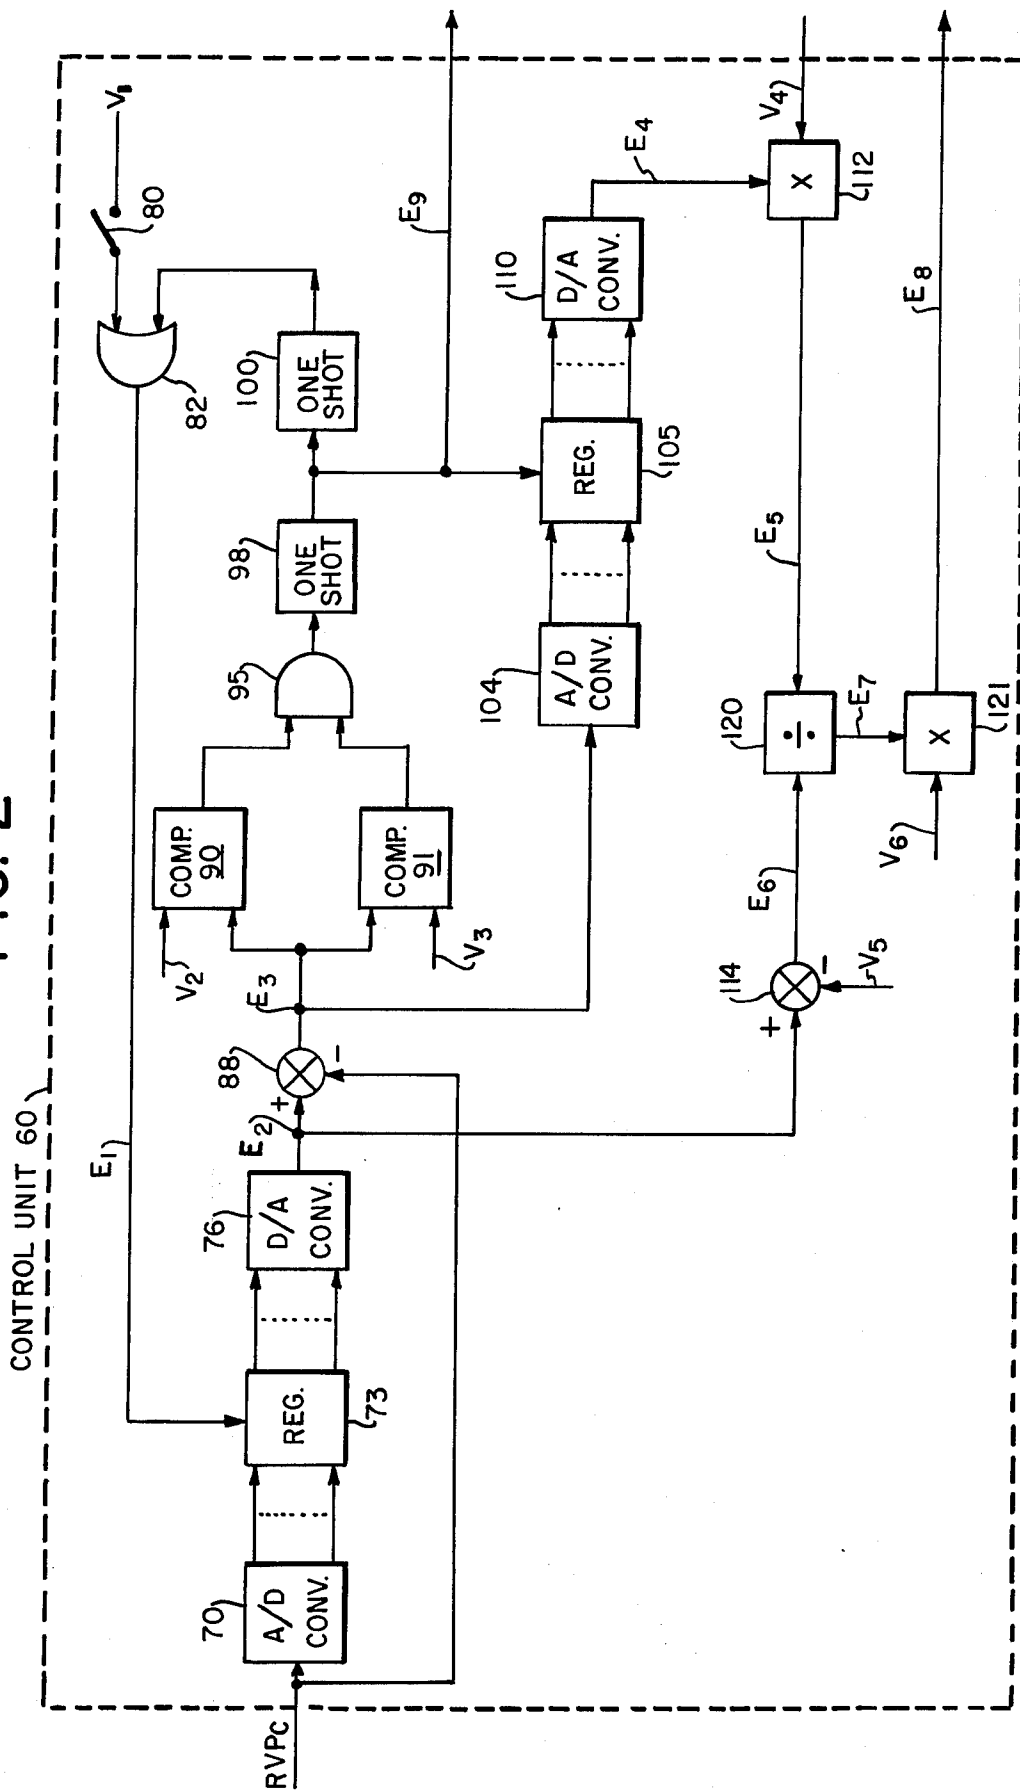 FIG. 2
CONTROL UNIT 60
RVPC
70
A/D CONV.
REG.
73
76
D/A CONV.
E1
E2
+
-
88
E3
V2
COMP. 90
COMP. 91
V3
95
98
ONE SHOT
100
ONE SHOT
82
80
V1
E9
104
A/D CONV.
REG.
105
110
D/A CONV.
E4
V4
X
112
E5
114
+
-
V5
E6
120
÷
E7
V6
X
121
E8